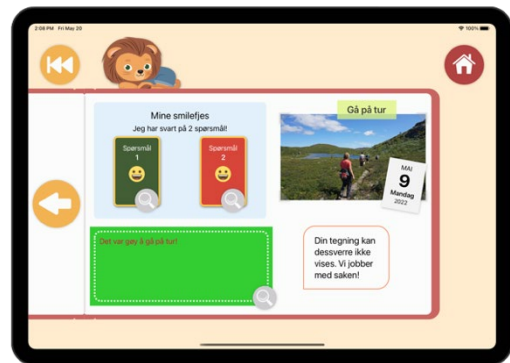 2:08 PM Fri May 20
100%
Mine smilefjes
Jeg har svart på 2 spørsmål!
Spørsmål
1
Spørsmål
2
Gå på tur
MAI
9
Mandag
2022
Det var gøy å gå på tur!
Din tegning kan
dessverre ikke
vises. Vi jobber
med saken!